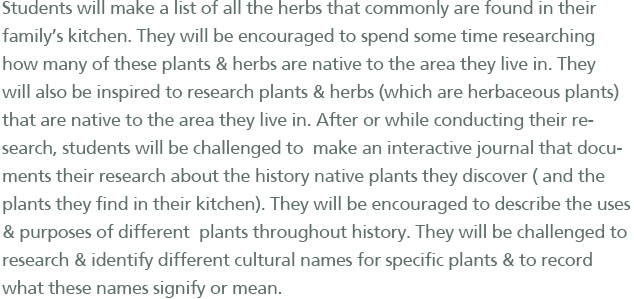 Students will make a list of all the herbs that commonly are found in their
family’s kitchen. They will be encouraged to spend some time researching
how many of these plants & herbs are native to the area they live in. They
will also be inspired to research plants & herbs (which are herbaceous plants)
that are native to the area they live in. After or while conducting their re-
search, students will be challenged to  make an interactive journal that docu-
ments their research about the history native plants they discover ( and the
plants they find in their kitchen). They will be encouraged to describe the uses
& purposes of different  plants throughout history. They will be challenged to
research & identify different cultural names for specific plants & to record
what these names signify or mean.